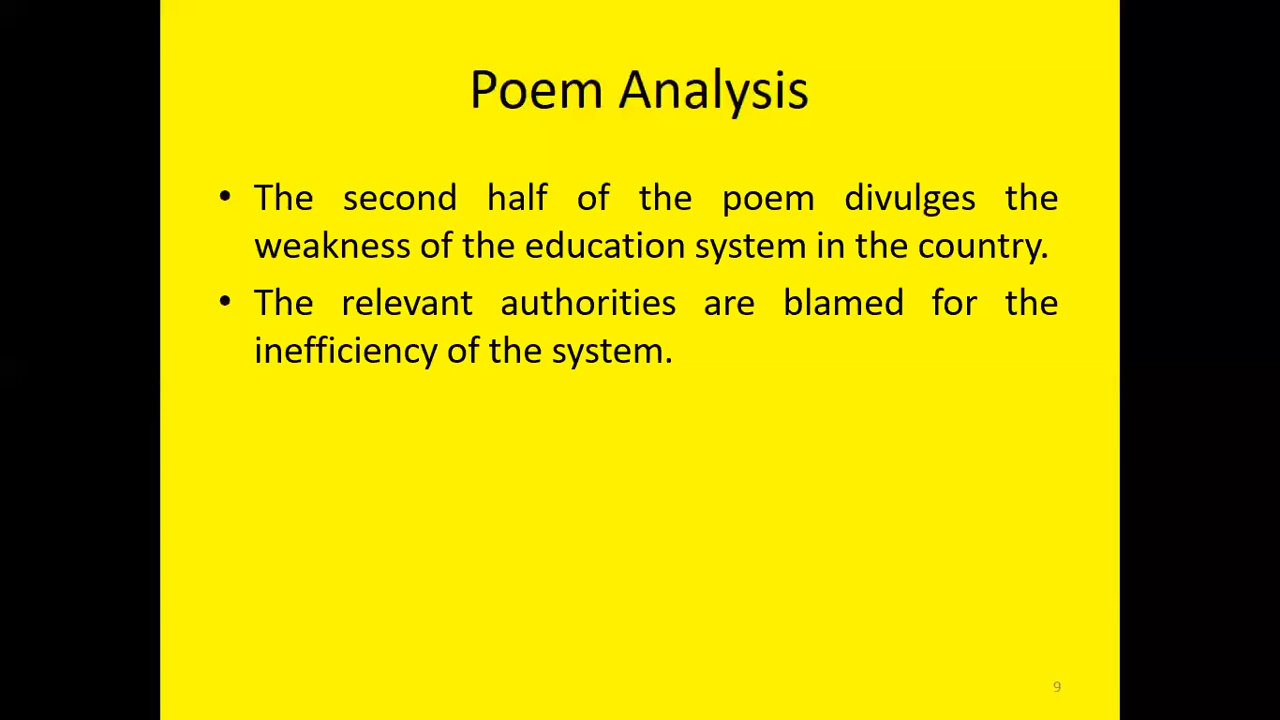 Poem Analysis
• The second half of the poem divulges the
weakness of the education system in the country.
• The relevant authorities are blamed for the
inefficiency of the system.
9